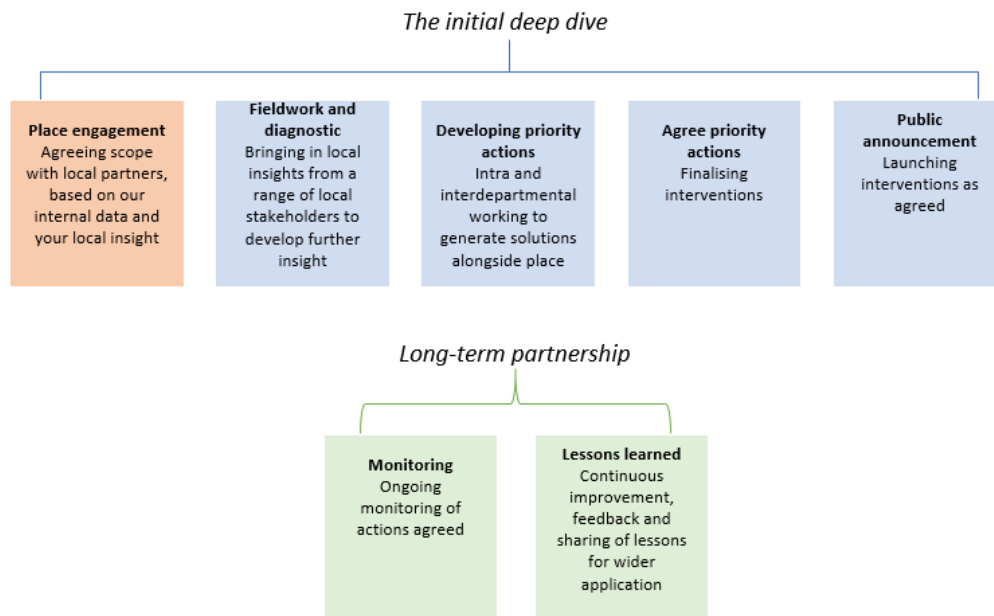 The initial deep dive
Place engagement
Agreeing scope
with local partners,
based on our
internal data and
your local insight
Fieldwork and
diagnostic
Bringing in local
insights from a
range of local
stakeholders to
develop further
insight
Developing priority
actions
Intra and
interdepartmental
working to
generate solutions
alongside place
Agree priority
actions
Finalising
interventions
Public
announcement
Launching
interventions as
agreed
Long-term partnership
Monitoring
Ongoing
monitoring of
actions agreed
Lessons learned
Continuous
improvement,
feedback and
sharing of lessons
for wider
application